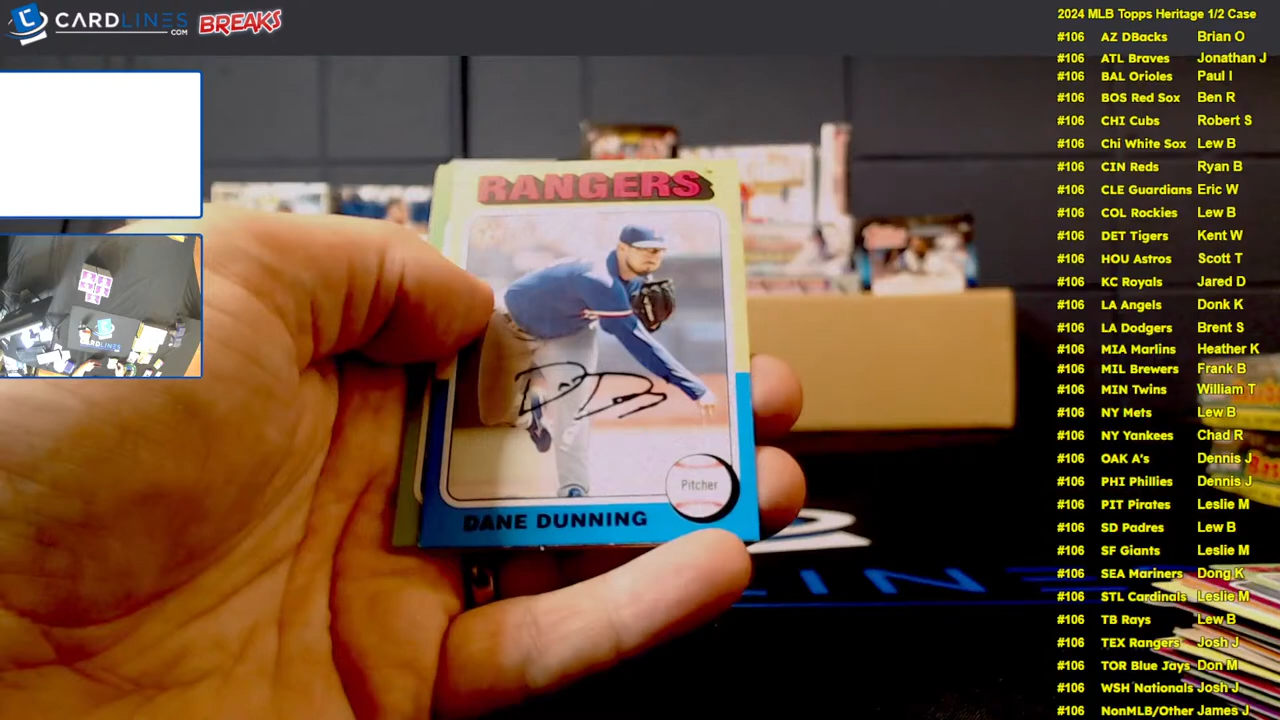 CARDLINES
.COM
BREAKS
RANGERS
Pitcher
DANE DUNNING
2024 MLB Topps Heritage 1/2 Case
#106 AZ DBacks Brian O
#106 ATL Braves Jonathan J
#106 BAL Orioles Paul I
#106 BOS Red Sox Ben R
#106 CHI Cubs Robert S
#106 Chi White Sox Lew B
#106 CIN Reds Ryan B
#106 CLE Guardians Eric W
#106 COL Rockies Lew B
#106 DET Tigers Kent W
#106 HOU Astros Scott T
#106 KC Royals Jared D
#106 LA Angels Donk K
#106 LA Dodgers Brent S
#106 MIA Marlins Heather K
#106 MIL Brewers Frank B
#106 MIN Twins William T
#106 NY Mets Lew B
#106 NY Yankees Chad R
#106 OAK A's Dennis J
#106 PHI Phillies Dennis J
#106 PIT Pirates Leslie M
#106 SD Padres Lew B
#106 SF Giants Leslie M
#106 SEA Mariners Dong K
#106 STL Cardinals Leslie M
#106 TB Rays Lew B
#106 TEX Rangers Josh J
#106 TOR Blue Jays Don M
#106 WSH Nationals Josh J
#106 NonMLB/Other James J